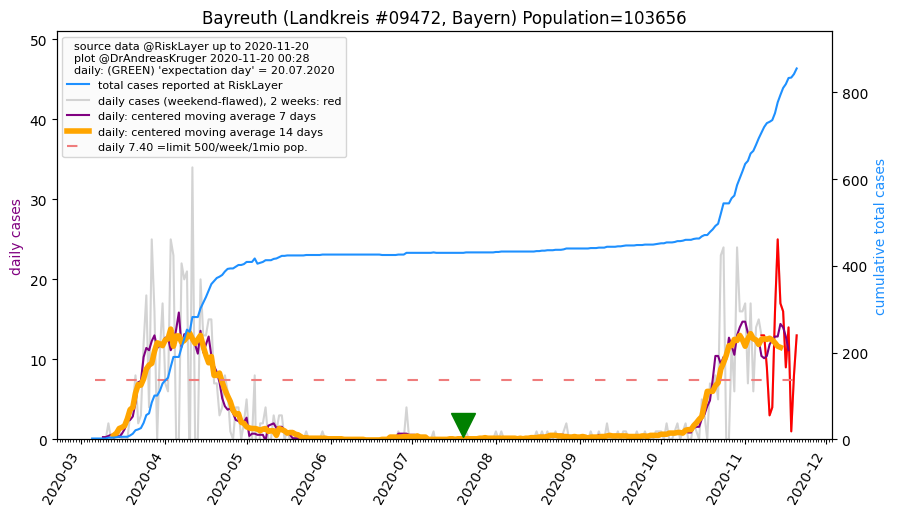 Bayreuth (Landkreis #09472, Bayern) Population=103656
source data @RiskLayer up to 2020-11-20
plot @DrAndreasKruger 2020-11-20 00:28
daily: (GREEN) 'expectation day' = 20.07.2020
total cases reported at RiskLayer
daily cases (weekend-flawed), 2 weeks: red
daily: centered moving average 7 days
daily: centered moving average 14 days
daily 7.40 =limit 500/week/1mio pop.
daily cases
50
40
30
20
10
0
cumulative total cases
800
600
400
200
0
2020-03
2020-04
2020-05
2020-06
2020-07
2020-08
2020-09
2020-10
2020-11
2020-12